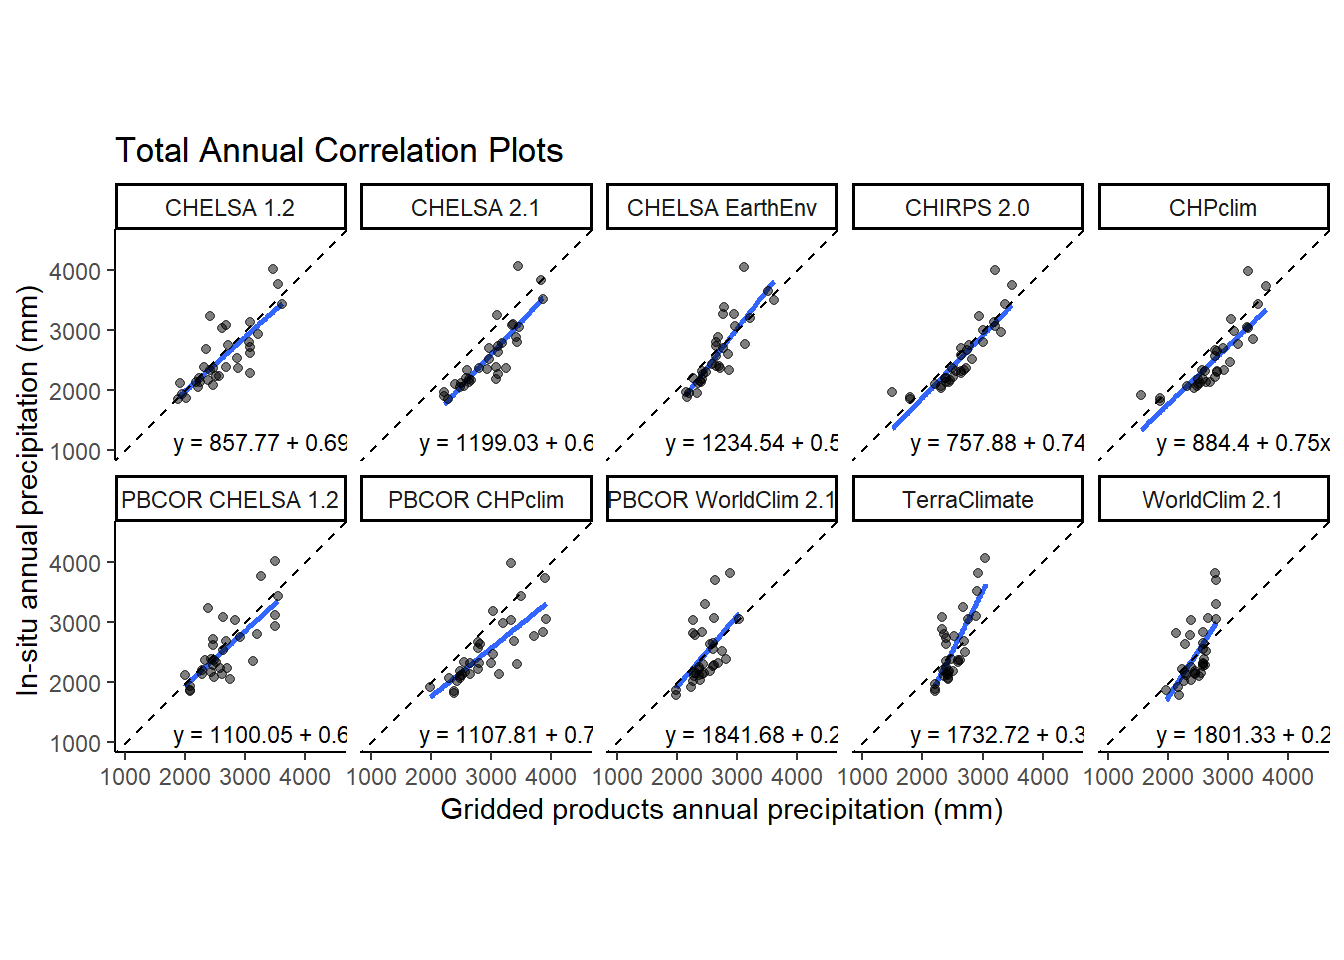 Total Annual Correlation Plots
CHELSA 1.2
CHELSA 2.1
CHELSA EarthEnv
CHIRPS 2.0
CHPclim
4000
3000
2000
1000
y = 857.77 + 0.69
y = 1199.03 + 0.6
y = 1234.54 + 0.5
y = 757.88 + 0.74
y = 884.4 + 0.75x
PBCOR CHELSA 1.2
PBCOR CHPclim
PBCOR WorldClim 2.1
TerraClimate
WorldClim 2.1
4000
3000
2000
1000
y = 1100.05 + 0.6
y = 1107.81 + 0.7
y = 1841.68 + 0.2
y = 1732.72 + 0.3
y = 1801.33 + 0.2
1000 2000 3000 4000
1000 2000 3000 4000
1000 2000 3000 4000
1000 2000 3000 4000
1000 2000 3000 4000
Gridded products annual precipitation (mm)
In-situ annual precipitation (mm)